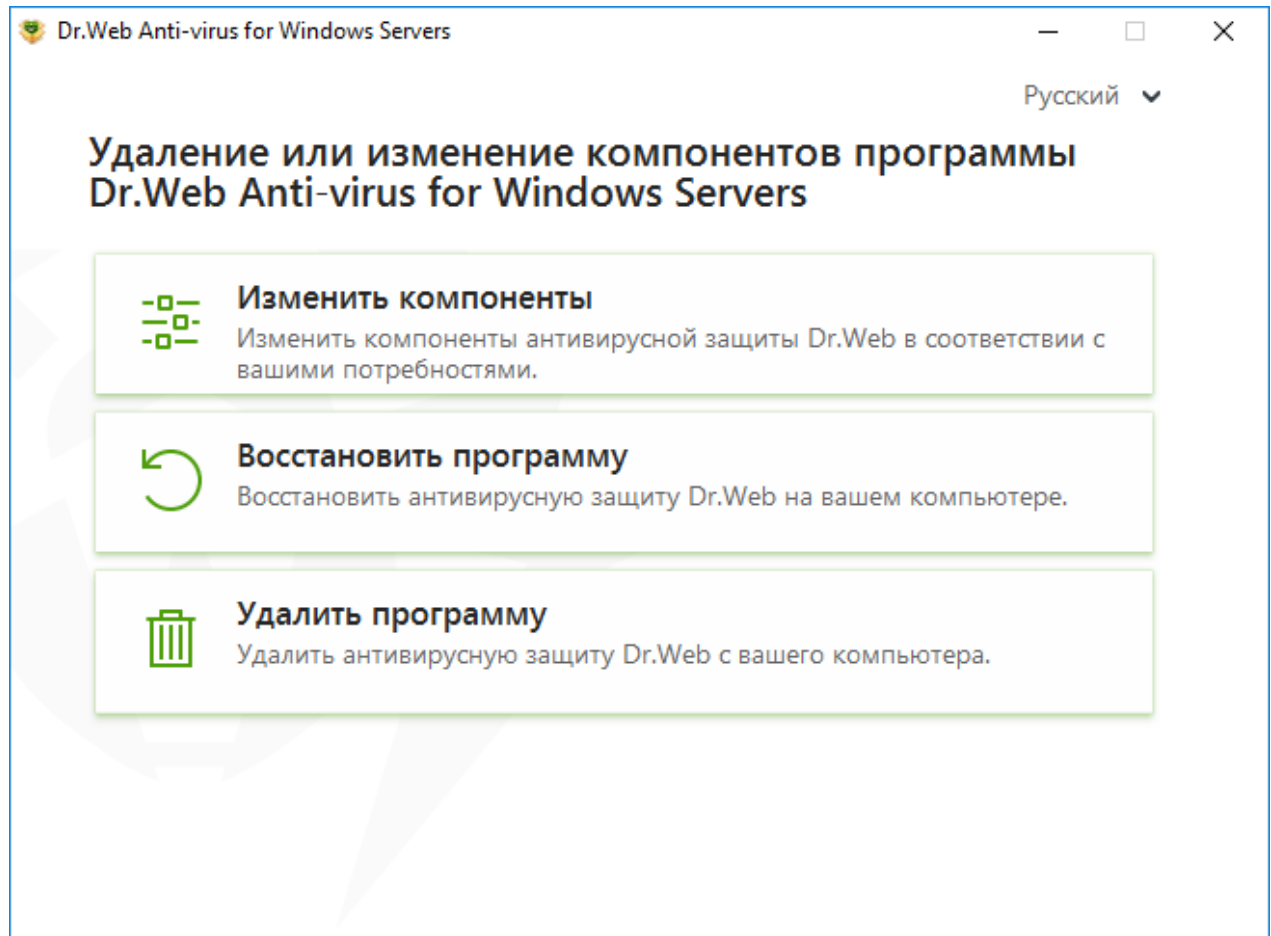 Dr.Web Anti-virus for Windows Servers
Русский
Удаление или изменение компонентов программы
Dr.Web Anti-virus for Windows Servers
Изменить компоненты
Изменить компоненты антивирусной защиты Dr.Web в соответствии с
вашими потребностями.
Восстановить программу
Восстановить антивирусную защиту Dr.Web на вашем компьютере.
Удалить программу
Удалить антивирусную защиту Dr.Web с вашего компьютера.